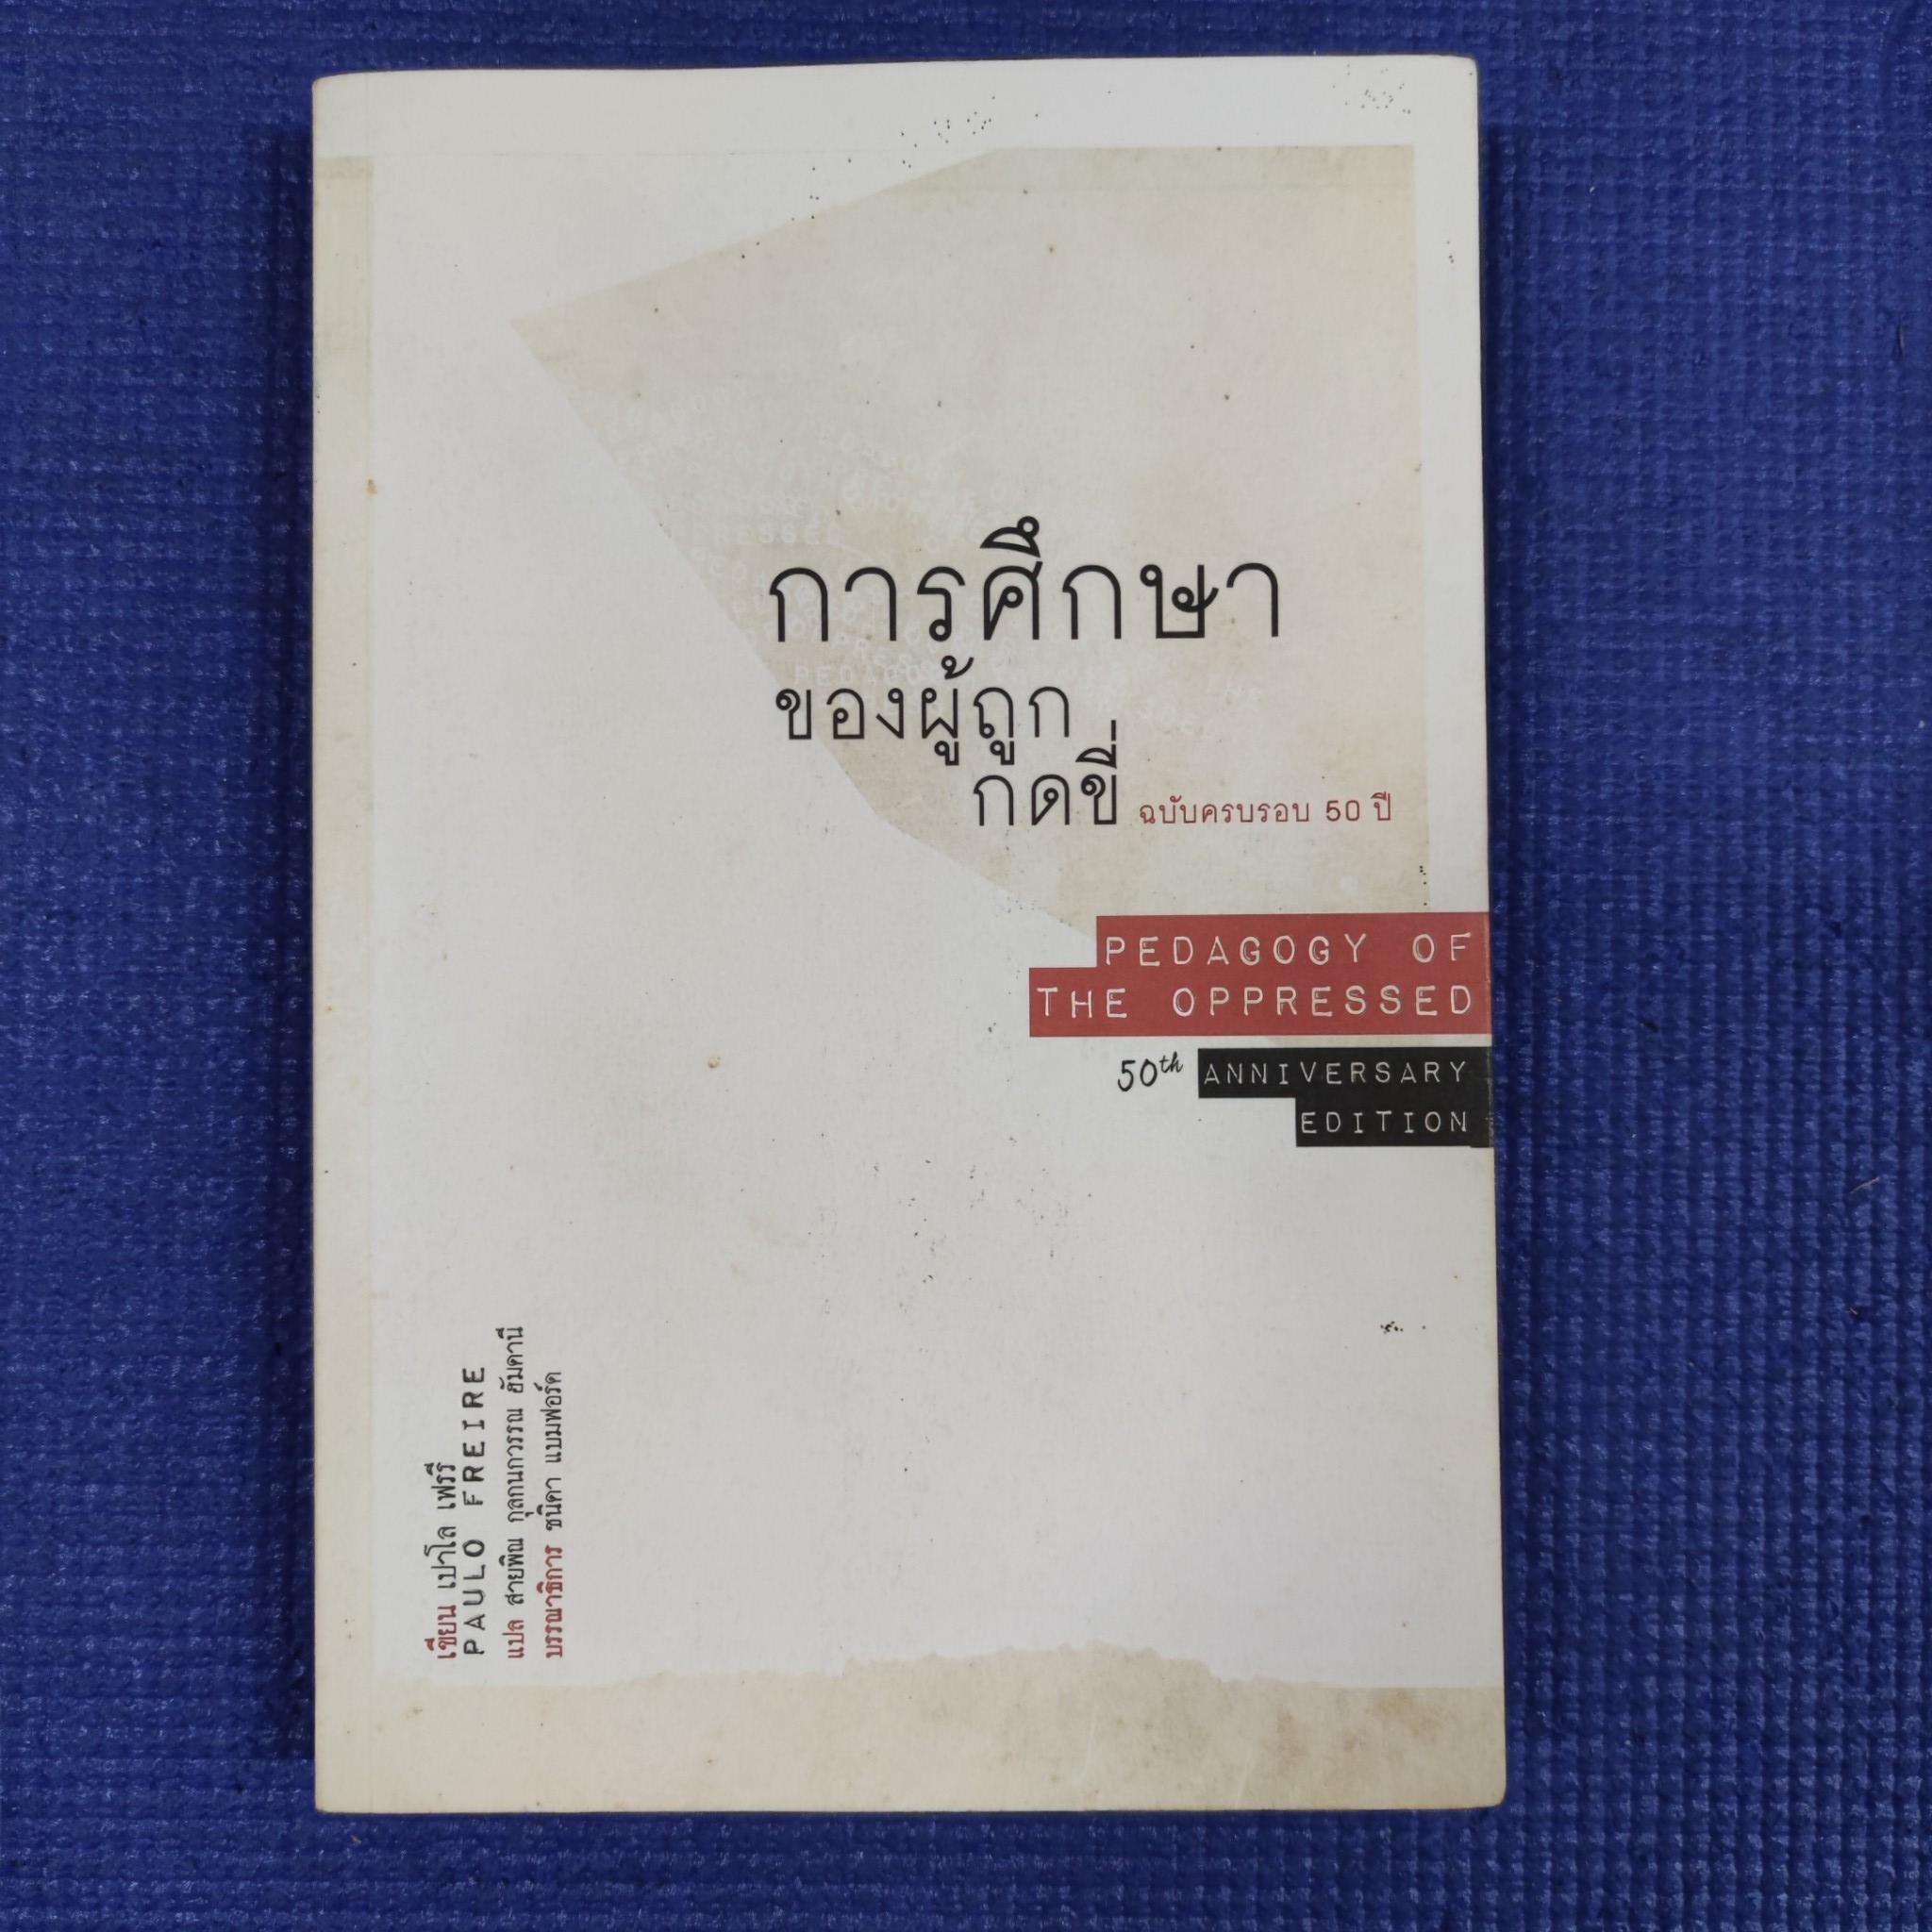 การศึกษา
ของผู้ถูก
กดขี่ ฉบับครบรอบ 50 ปี
PEDAGOGY OF
THE OPPRESSED
50th ANNIVERSARY
EDITION
เขียน เปาโล เฟรรี
PAULO FREIRE
แปล สายพิณ กุลกนกวรรณ ฮัมดานี
บรรณาธิการ ชนิดา แบมฟอร์ด